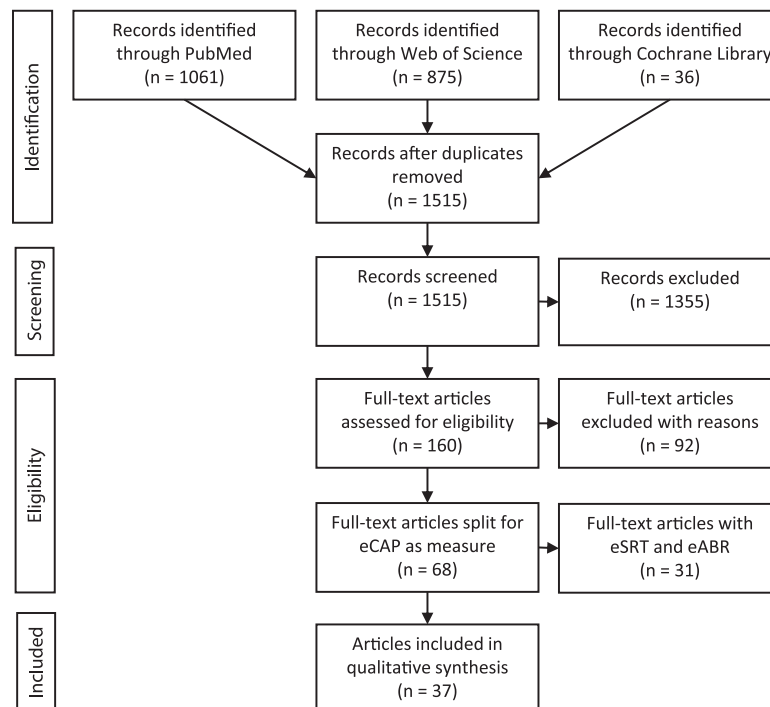 Identification
Records identified
through PubMed
(n = 1061)
Records identified
through Web of Science
(n = 875)
Records identified
through Cochrane Library
(n = 36)
Records after duplicates
removed
(n = 1515)
Screening
Records screened
(n = 1515)
Records excluded
(n = 1355)
Eligibility
Full-text articles
assessed for eligibility
(n = 160)
Full-text articles
excluded with reasons
(n = 92)
Full-text articles split for
eCAP as measure
(n = 68)
Full-text articles with
eSRT and eABR
(n = 31)
Included
Articles included in
qualitative synthesis
(n = 37)